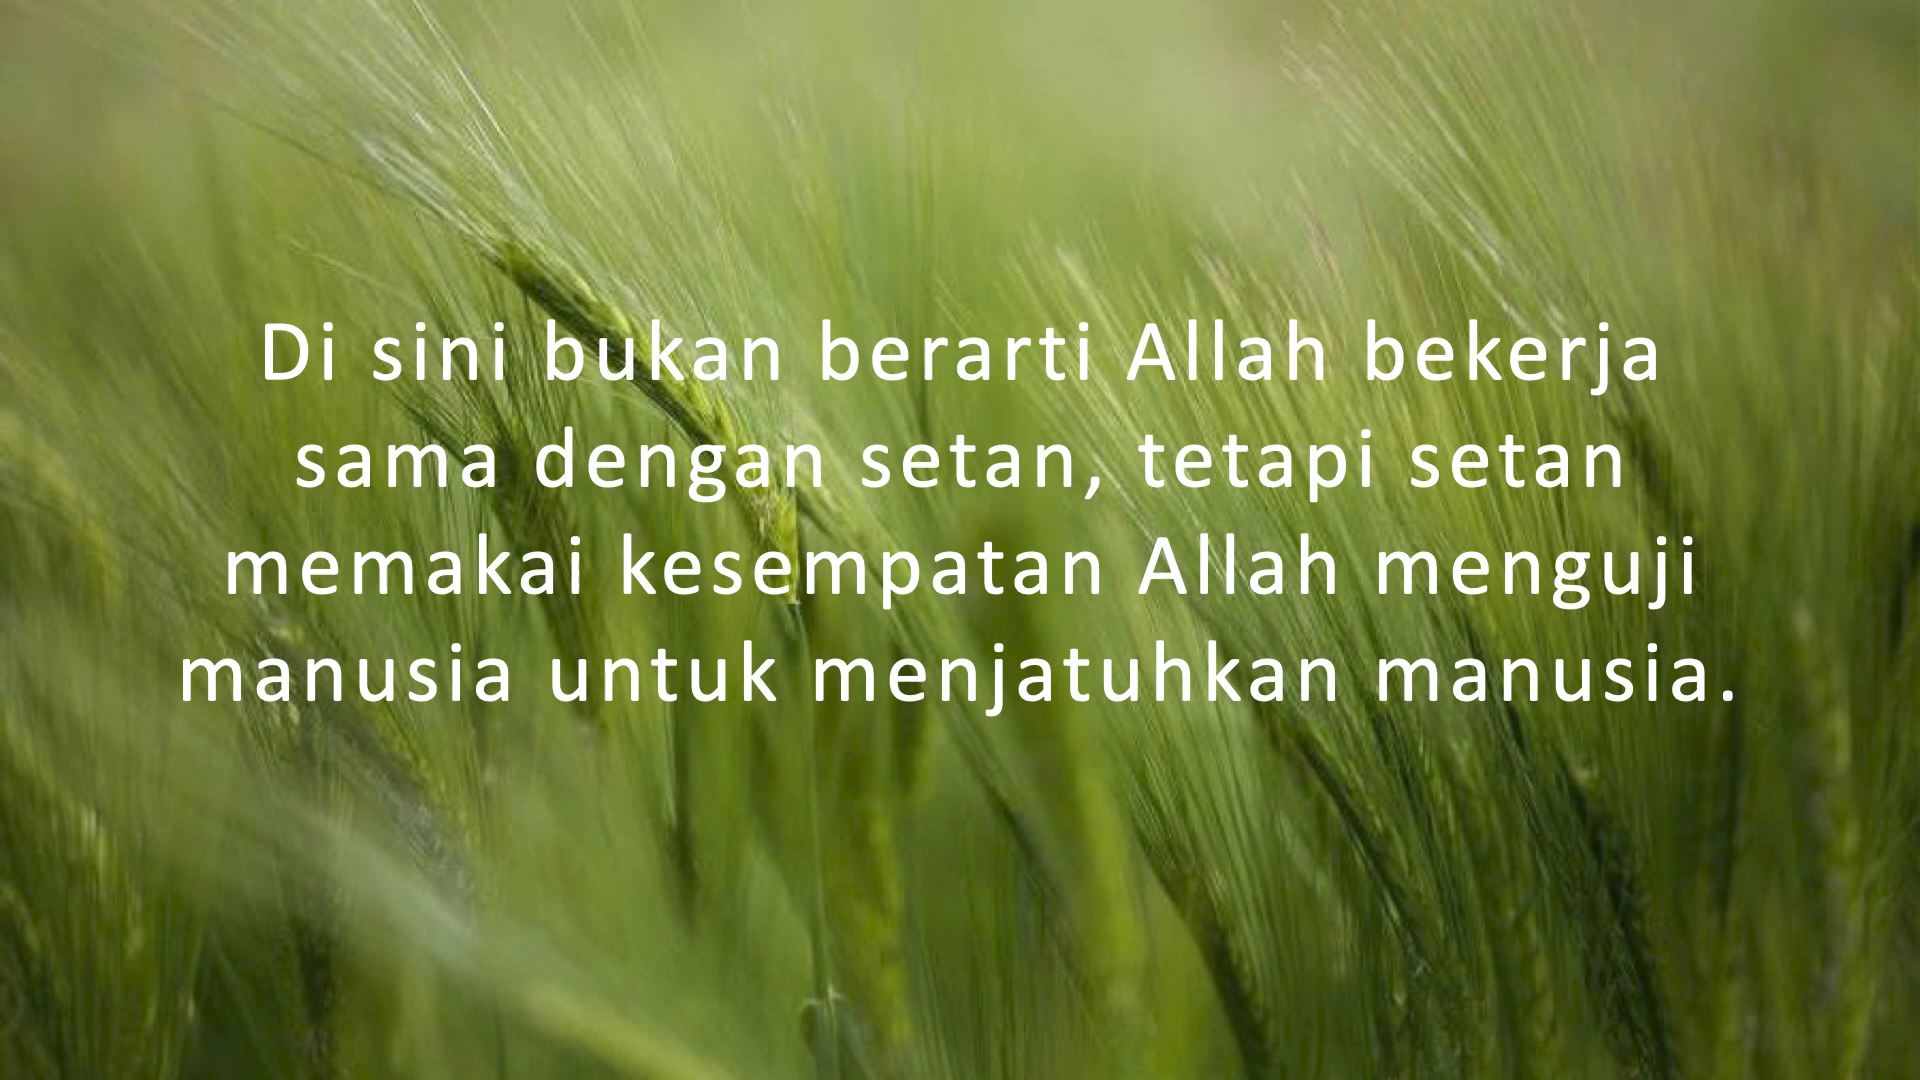 Di sini bukan berarti Allah bekerja
sama dengan setan, tetapi setan
memakai kesempatan Allah menguji
manusia untuk menjatuhkan manusia.